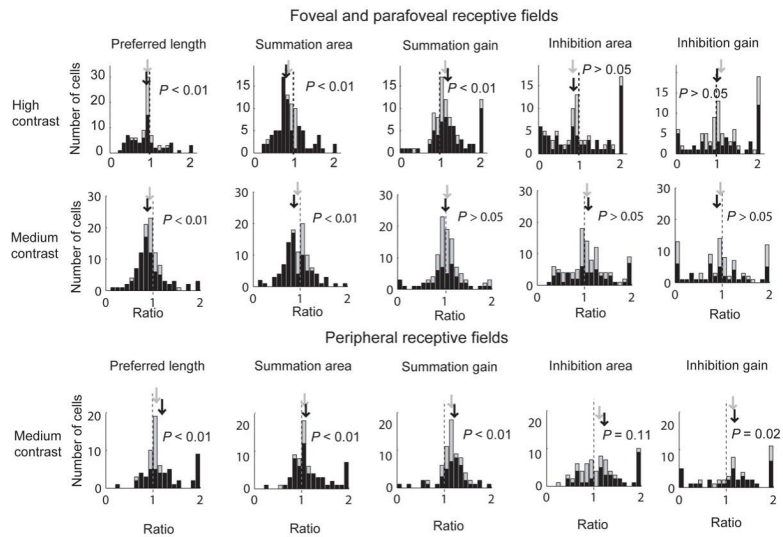 Foveal and parafoveal receptive fields
Preferred length Summation area Summation gain Inhibition area Inhibition gain
High contrast
Number of cells
30
20
10
0
P < 0.01
0 1 2
15
10
5
0
P < 0.01
0 1 2
15
10
5
0
P < 0.01
0 1 2
15
10
5
0
P > 0.05
0 1 2
15
10
5
0
P > 0.05
0 1 2
Medium contrast
Number of cells
30
20
10
0
P < 0.01
0 1 2
Ratio
30
20
10
0
P < 0.01
0 1 2
Ratio
30
20
10
0
P > 0.05
0 1 2
Ratio
30
20
10
0
P > 0.05
0 1 2
Ratio
30
20
10
0
P > 0.05
0 1 2
Ratio
Peripheral receptive fields
Preferred length Summation area Summation gain Inhibition area Inhibition gain
Medium contrast
Number of cells
20
10
0
P < 0.01
0 1 2
Ratio
20
10
0
P < 0.01
0 1 2
Ratio
20
10
0
P < 0.01
0 1 2
Ratio
20
10
0
P = 0.11
0 1 2
Ratio
20
10
0
P = 0.02
0 1 2
Ratio